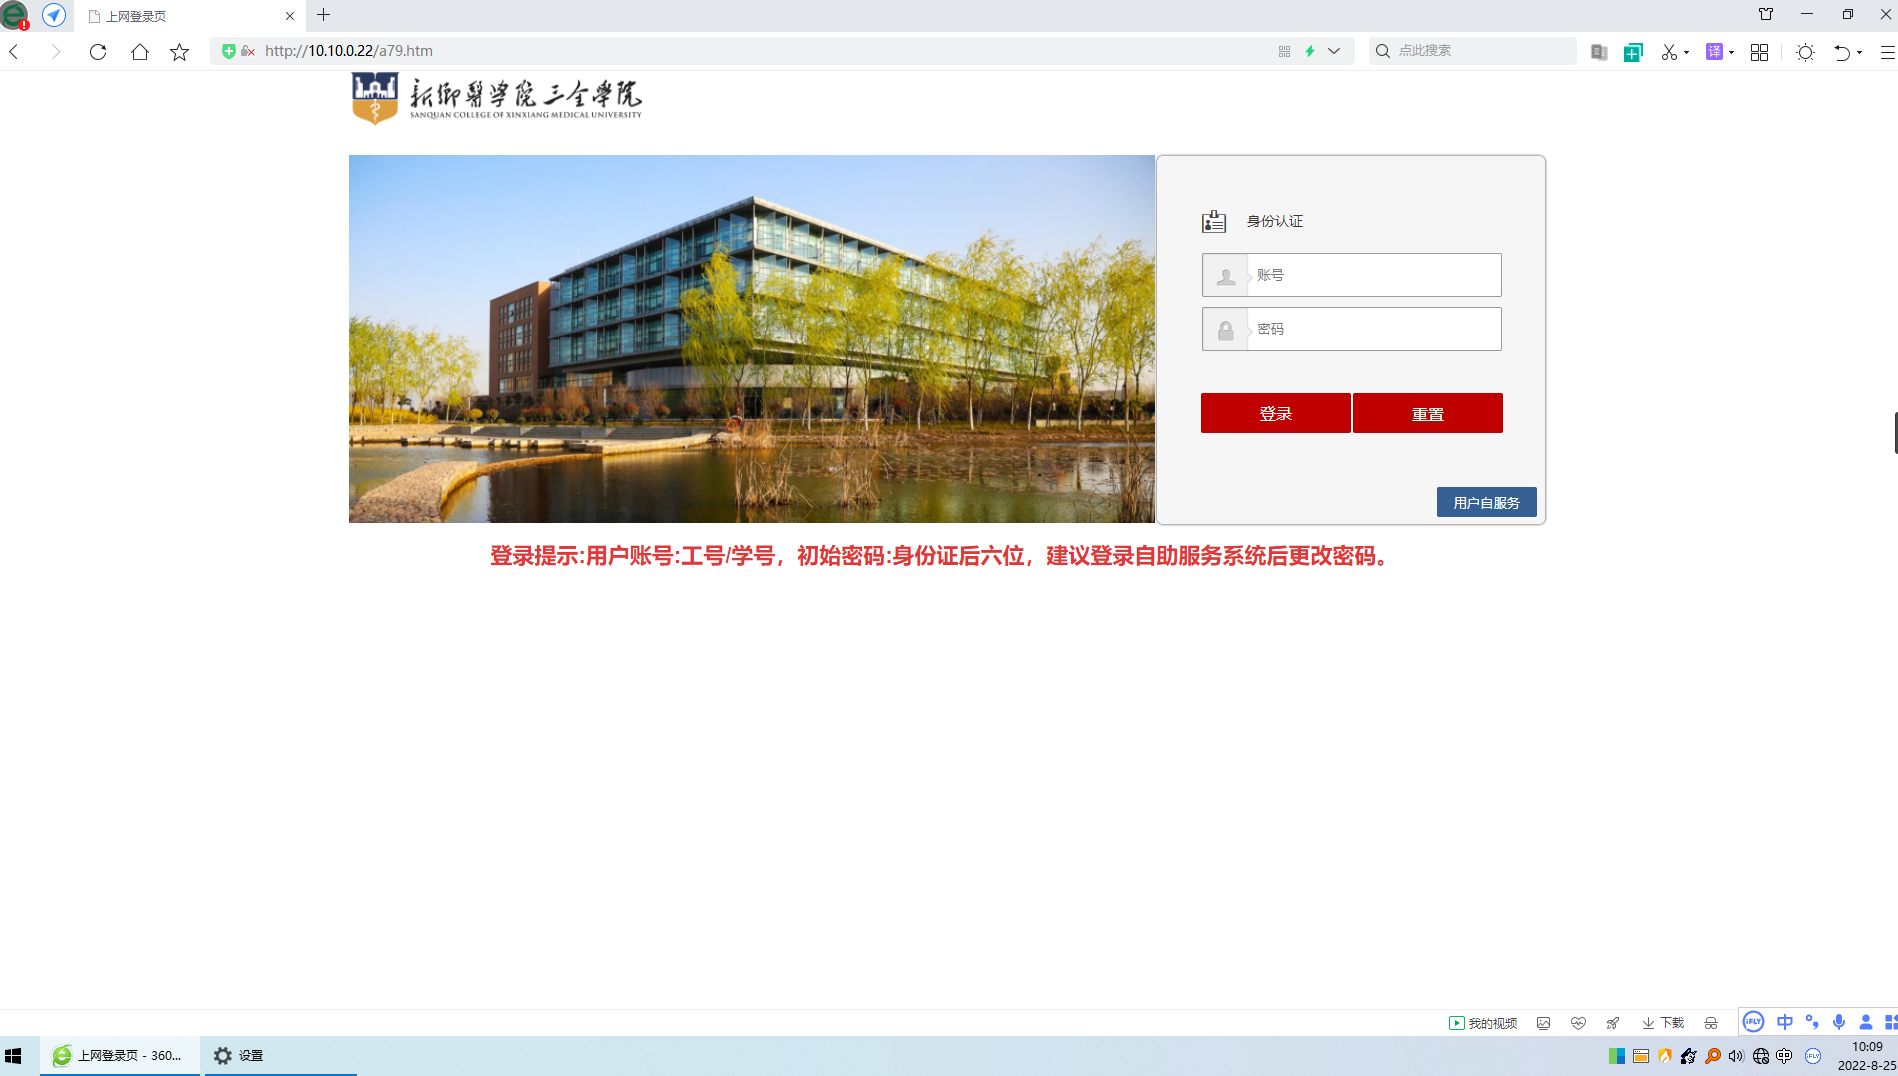 上网登录页
http://10.10.0.22/a79.htm
点此搜索
译
新乡醫学院三全学院
SANQUAN COLLEGE OF XINXIANG MEDICAL UNIVERSITY
身份认证
账号
密码
登录
重置
用户自服务
登录提示:用户账号:工号/学号，初始密码:身份证后六位，建议登录自助服务系统后更改密码。
我的视频
下载
iFLY
中
上网登录页 - 360...
设置
中
iFLY
10:09
2022-8-25